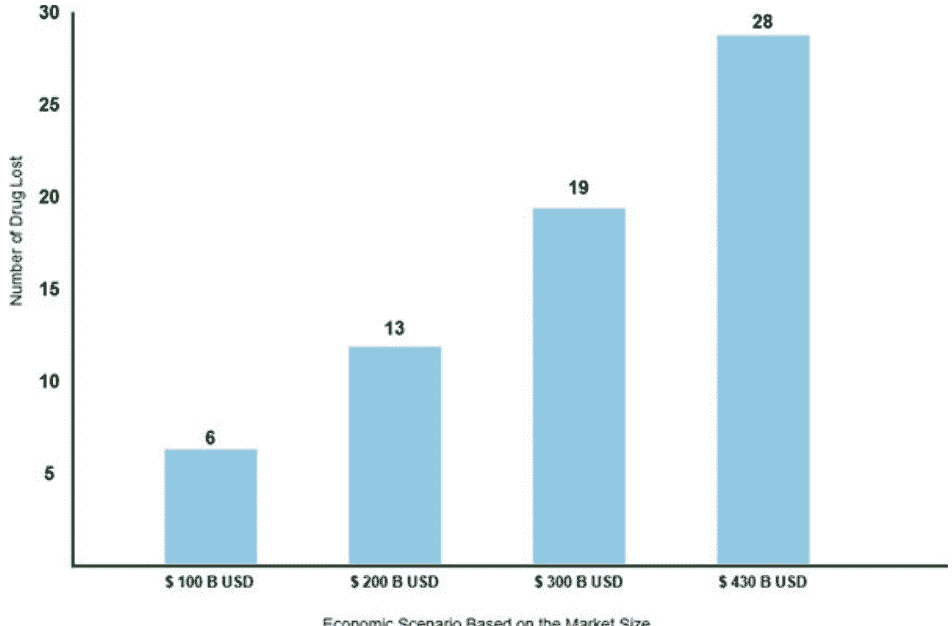 30
25
20
15
10
5
Number of Drug Lost
6
13
19
28
$ 100 B USD
$ 200 B USD
$ 300 B USD
$ 430 B USD
Economic Scenario Based on the Market Size